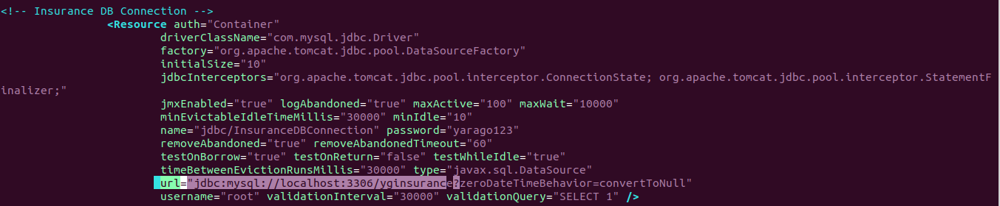 <!-- Insurance DB Connection -->
<Resource auth="Container"
driverClassName="com.mysql.jdbc.Driver"
factory="org.apache.tomcat.jdbc.pool.DataSourceFactory"
initialSize="10"
jdbcInterceptors="org.apache.tomcat.jdbc.pool.interceptor.ConnectionState; org.apache.tomcat.jdbc.pool.interceptor.StatementF
inalizer;"
jmxEnabled="true" logAbandoned="true" maxActive="100" maxWait="10000"
minEvictableIdleTimeMillis="30000" minIdle="10"
name="jdbc/InsuranceDBConnection" password="yarago123"
removeAbandoned="true" removeAbandonedTimeout="60"
testOnBorrow="true" testOnReturn="false" testWhileIdle="true"
timeBetweenEvictionRunsMillis="30000" type="javax.sql.DataSource"
url="jdbc:mysql://localhost:3306/yginsurance?zeroDateTimeBehavior=convertToNull"
username="root" validationInterval="30000" validationQuery="SELECT 1" />